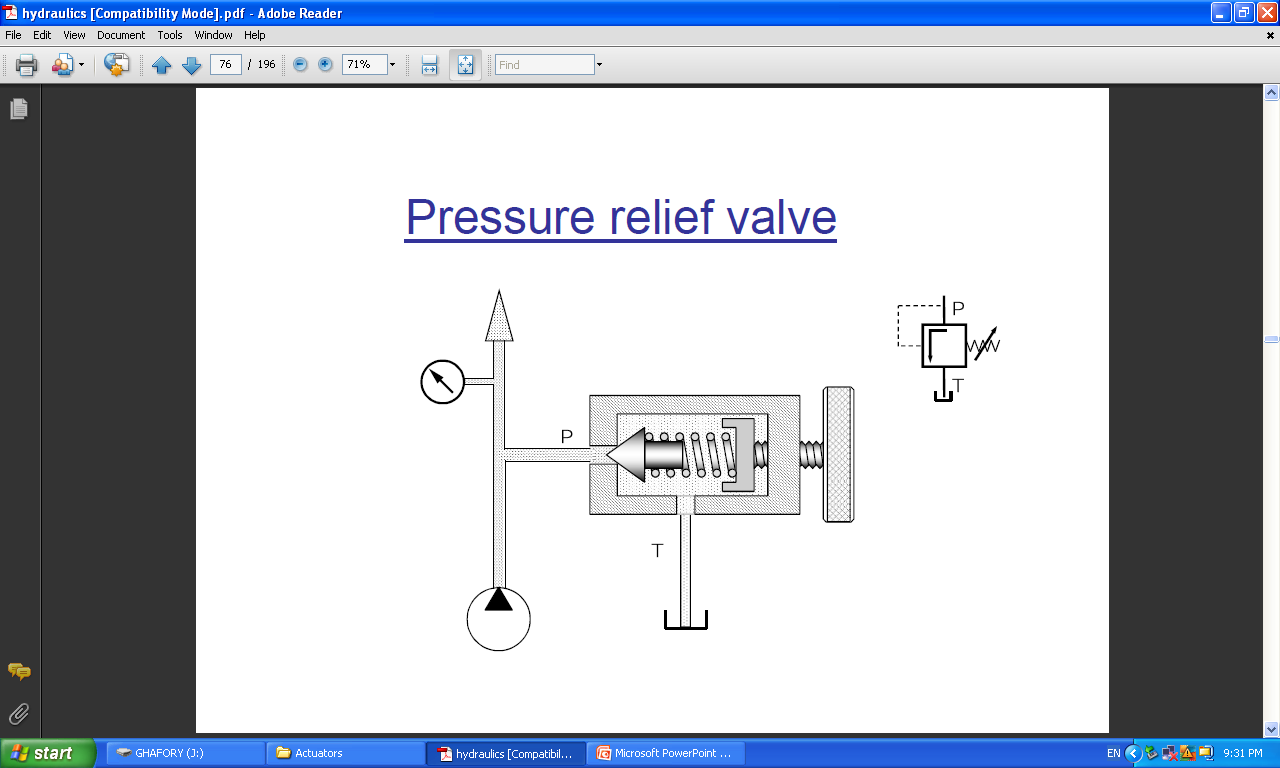 hydraulics [Compatibility Mode].pdf - Adobe Reader
File Edit View Document Tools Window Help
76 / 196 71% Find
Pressure relief valve
P
T
P
T
start GHAFORY (J:) Actuators hydraulics [Compatibil... Microsoft PowerPoint ... EN 9:31 PM